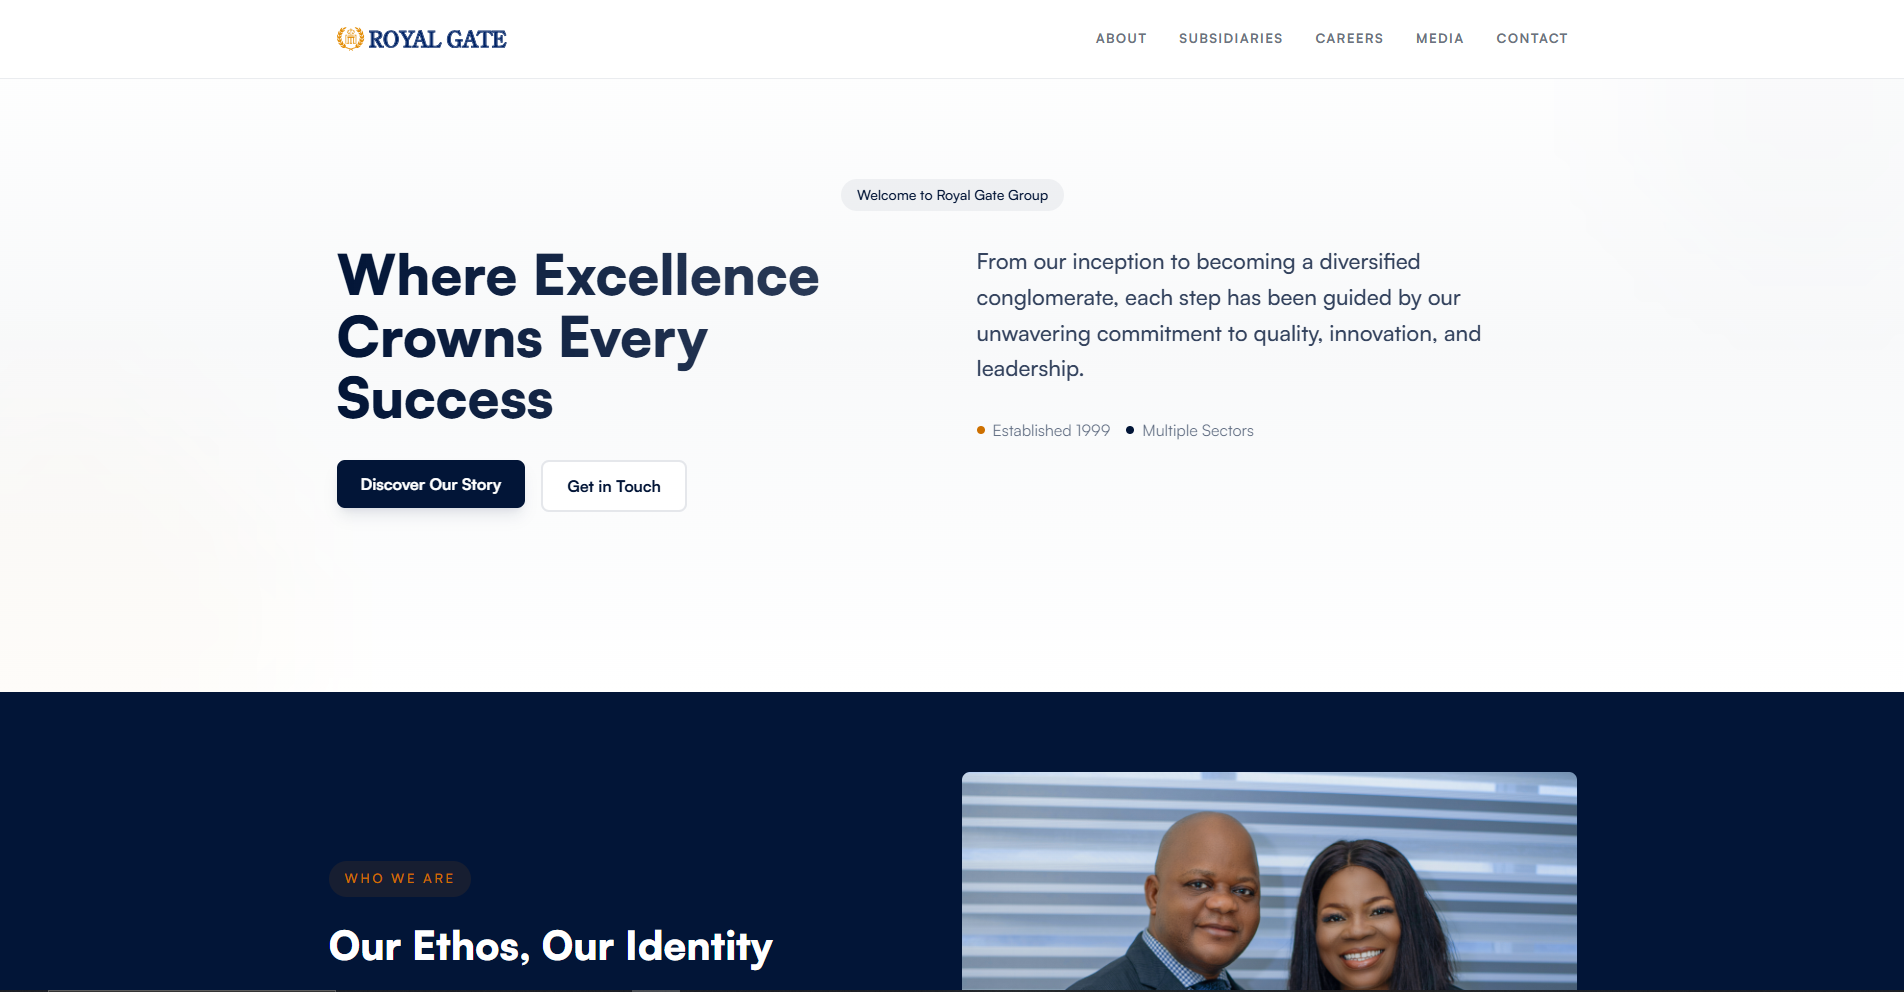 ROYAL GATE
ABOUT
SUBSIDIARIES
CAREERS
MEDIA
CONTACT
Welcome to Royal Gate Group
Where Excellence
Crowns Every
Success
Discover Our Story
Get in Touch
From our inception to becoming a diversified
conglomerate, each step has been guided by our
unwavering commitment to quality, innovation, and
leadership.
Established 1999
Multiple Sectors
WHO WE ARE
Our Ethos, Our Identity